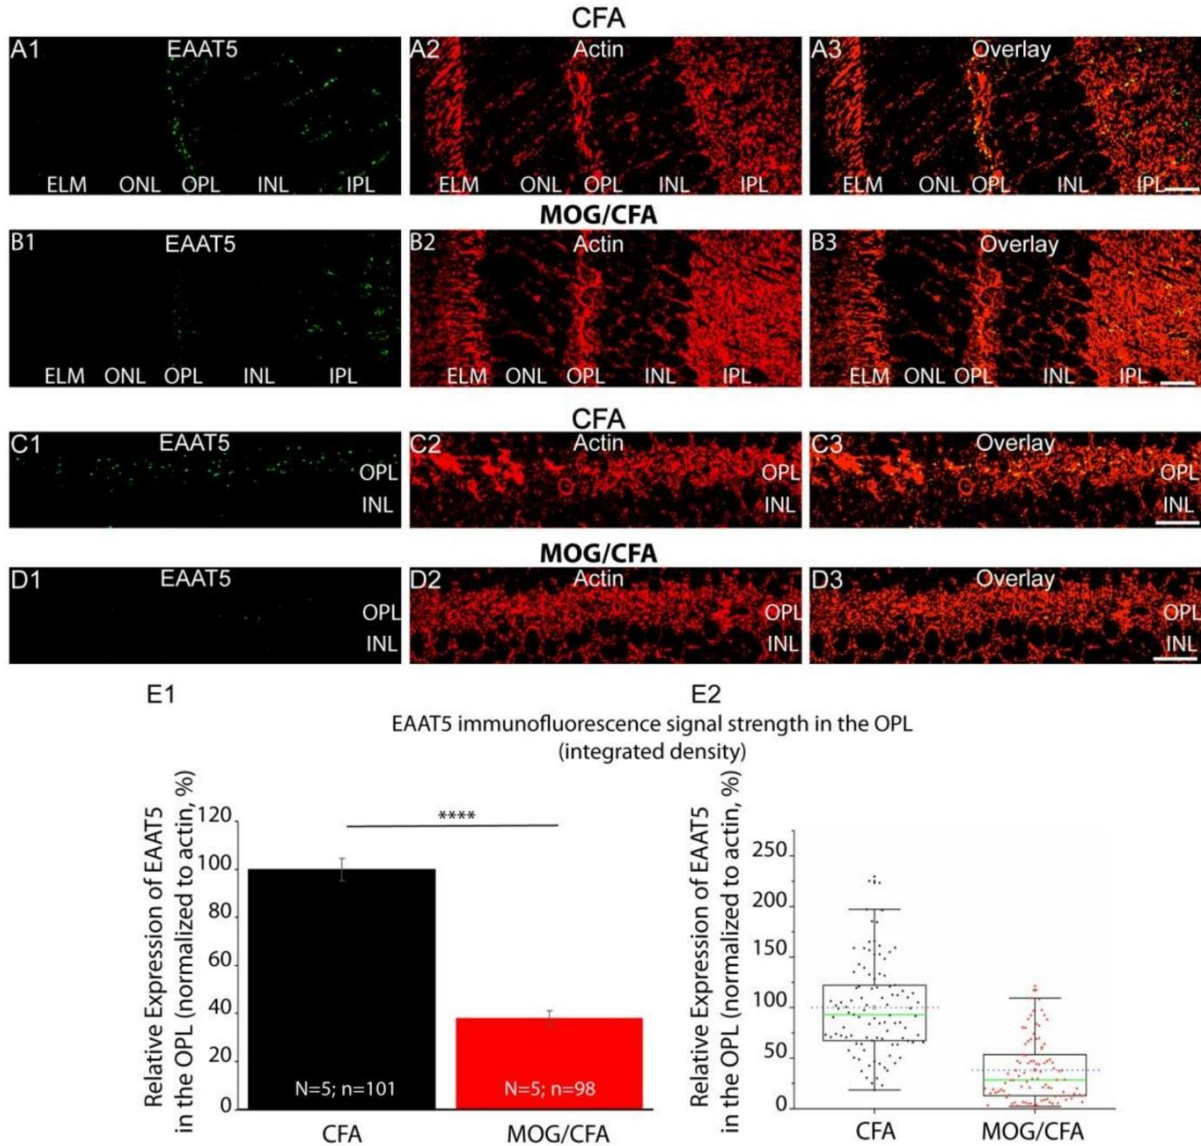 CFA
A1 EAAT5 A2 Actin A3 Overlay
ELM ONL OPL INL IPL ELM ONL OPL INL IPL ELM ONL OPL INL IPL
MOG/CFA
B1 EAAT5 B2 Actin B3 Overlay
ELM ONL OPL INL IPL ELM ONL OPL INL IPL ELM ONL OPL INL IPL
CFA
C1 EAAT5 C2 Actin C3 Overlay
OPL OPL OPL
INL INL INL
MOG/CFA
D1 EAAT5 D2 Actin D3 Overlay
OPL OPL OPL
INL INL INL
E1 E2
EAAT5 immunofluorescence signal strength in the OPL
(integrated density)
Relative Expression of EAAT5
in the OPL (normalized to actin, %)
120
100
80
60
40
20
0
****
N=5; n=101 N=5; n=98
CFA MOG/CFA
Relative Expression of EAAT5
in the OPL (normalized to actin, %)
250
200
150
100
50
0
CFA MOG/CFA